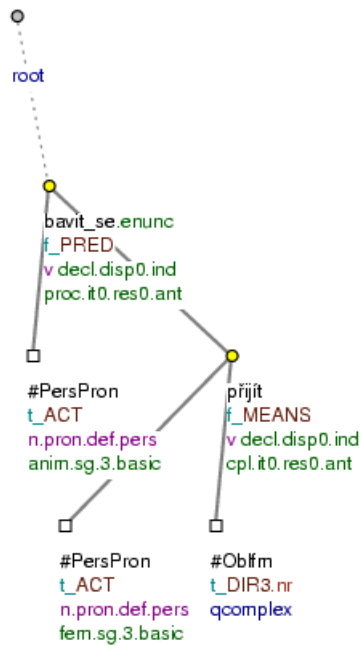 root
bavit_se.enunc
f_PRED
v decl.disp0.ind
proc.it0.res0.ant
#PersPron
t_ACT
n.pron.def.pers
anim.sg.3.basic
přijít
f_MEANS
v decl.disp0.ind
cpl.it0.res0.ant
#PersPron
t_ACT
n.pron.def.pers
fem.sg.3.basic
#Oblfm
t_DIR3.nr
qcomplex